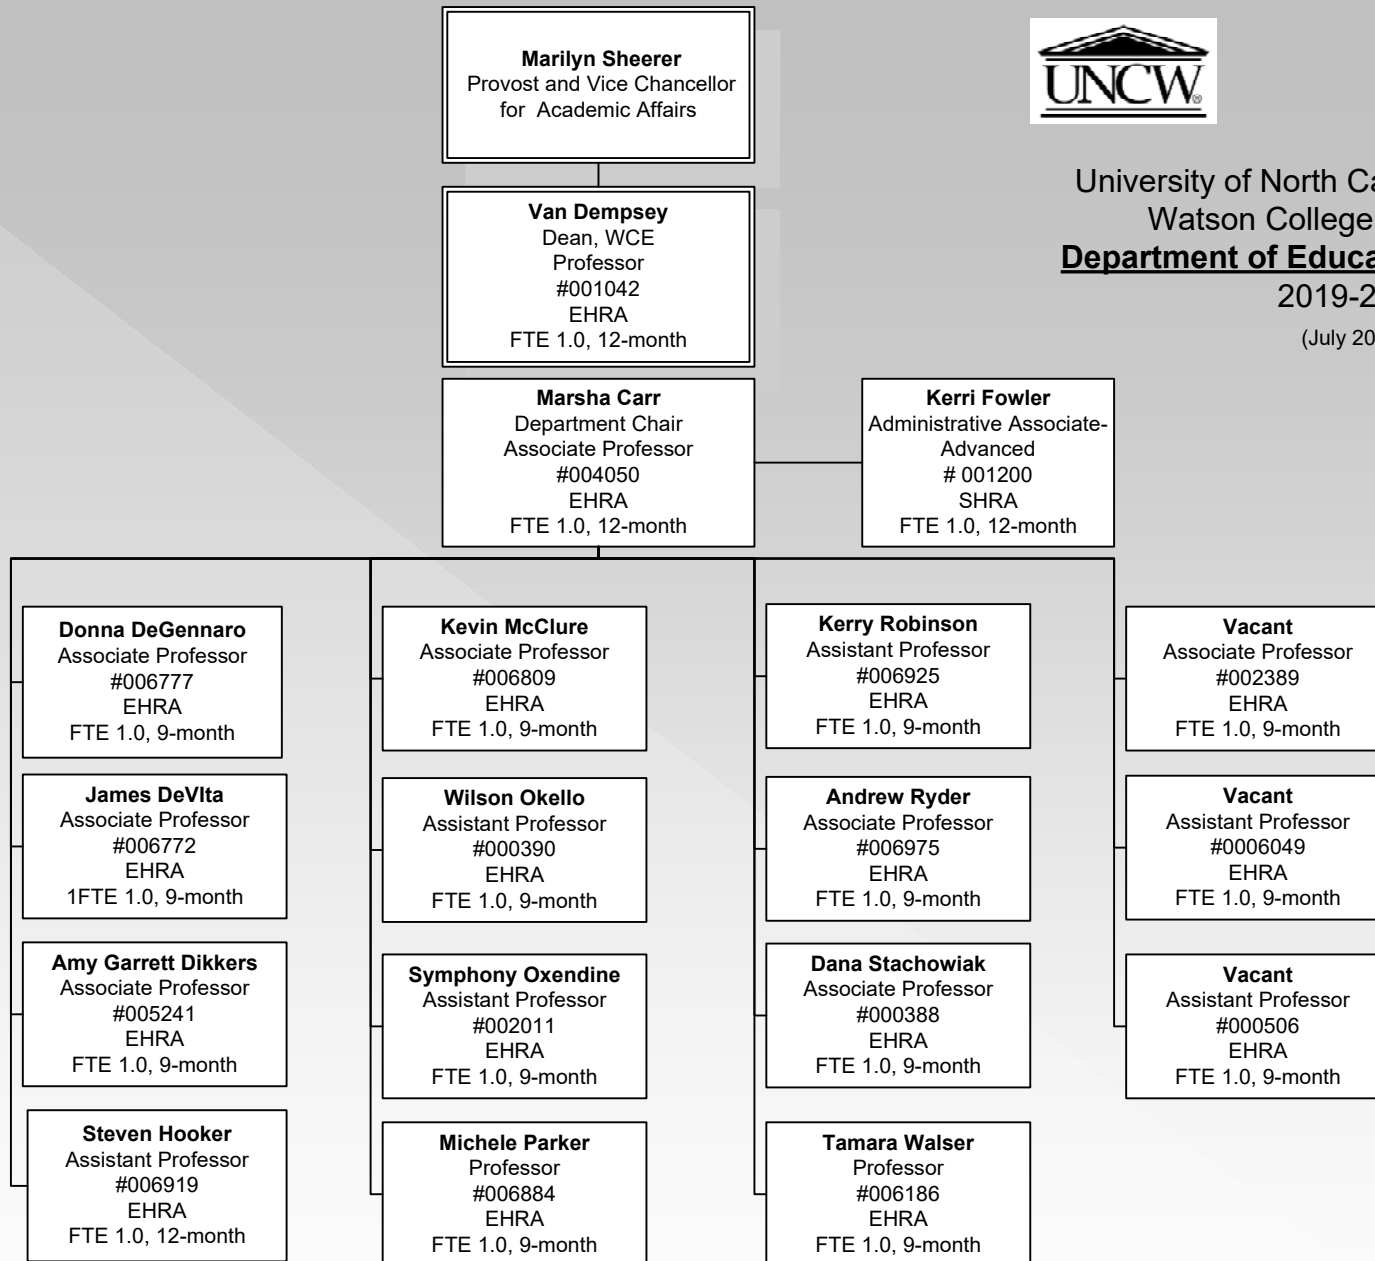 Marilyn Sheerer
Provost and Vice Chancellor
for Academic Affairs
UNCW
®
University of North Ca
Watson College
Department of Educa
2019-2
(July 20
Van Dempsey
Dean, WCE
Professor
#001042
EHRA
FTE 1.0, 12-month
Marsha Carr
Department Chair
Associate Professor
#004050
EHRA
FTE 1.0, 12-month
Kerri Fowler
Administrative Associate-
Advanced
# 001200
SHRA
FTE 1.0, 12-month
Donna DeGennaro
Associate Professor
#006777
EHRA
FTE 1.0, 9-month
James DeVIta
Associate Professor
#006772
EHRA
1FTE 1.0, 9-month
Amy Garrett Dikkers
Associate Professor
#005241
EHRA
FTE 1.0, 9-month
Steven Hooker
Assistant Professor
#006919
EHRA
FTE 1.0, 12-month
Kevin McClure
Associate Professor
#006809
EHRA
FTE 1.0, 9-month
Wilson Okello
Assistant Professor
#000390
EHRA
FTE 1.0, 9-month
Symphony Oxendine
Assistant Professor
#002011
EHRA
FTE 1.0, 9-month
Michele Parker
Professor
#006884
EHRA
FTE 1.0, 9-month
Kerry Robinson
Assistant Professor
#006925
EHRA
FTE 1.0, 9-month
Andrew Ryder
Associate Professor
#006975
EHRA
FTE 1.0, 9-month
Dana Stachowiak
Associate Professor
#000388
EHRA
FTE 1.0, 9-month
Tamara Walser
Professor
#006186
EHRA
FTE 1.0, 9-month
Vacant
Associate Professor
#002389
EHRA
FTE 1.0, 9-month
Vacant
Assistant Professor
#0006049
EHRA
FTE 1.0, 9-month
Vacant
Assistant Professor
#000506
EHRA
FTE 1.0, 9-month